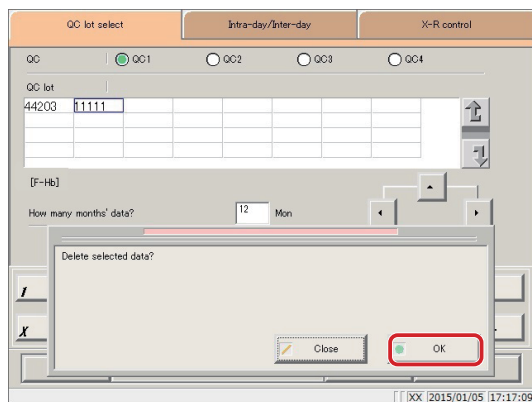 QC lot select Intra-day/Inter-day X-R control
QC QC1 QC2 QC3 QC4
QC lot
44203 11111
[F-Hb]
How many months' data? 12 Mon
Delete selected data?
1
X
Close OK
XX 2015/01/05 17:17:09